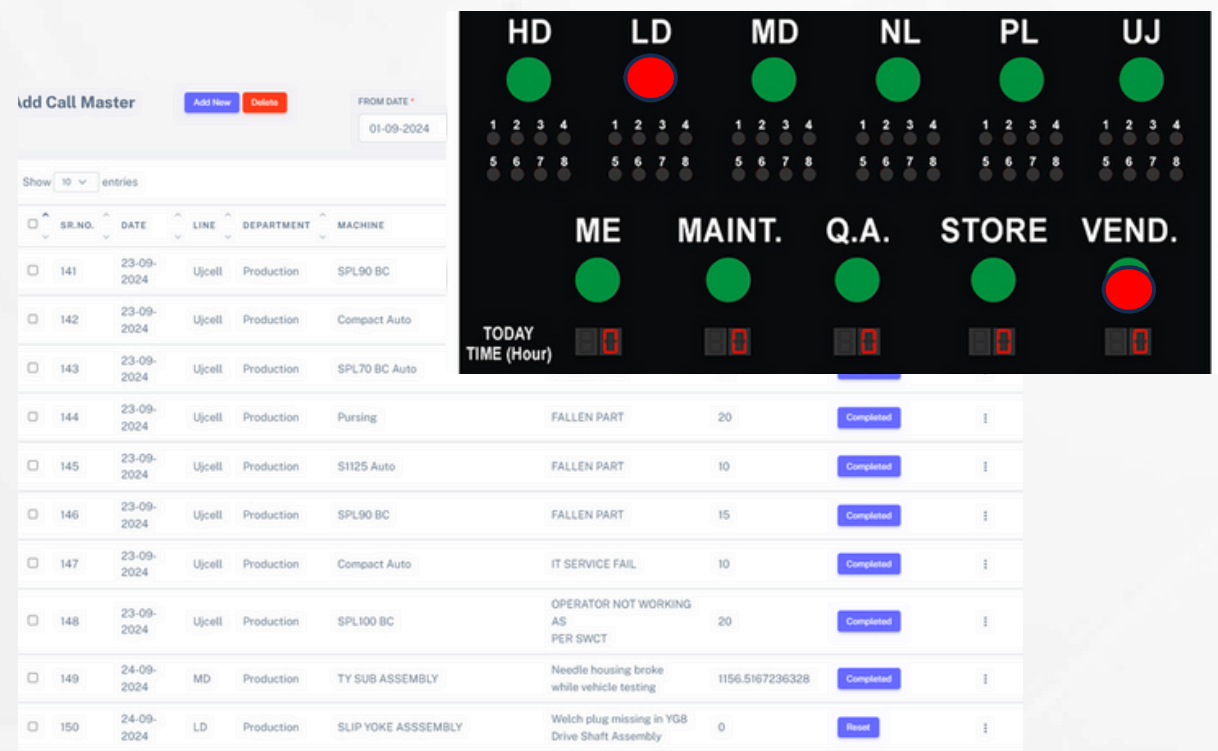 HD LD MD NL PL UJ
1 2 3 4 1 2 3 4 1 2 3 4 1 2 3 4 1 2 3 4 1 2 3 4
5 6 7 8 5 6 7 8 5 6 7 8 5 6 7 8 5 6 7 8 5 6 7 8
ME MAINT. Q.A. STORE VEND.
TODAY
TIME (Hour) 0 0 0 0 0
Call Master
Add New Delete
FROM DATE *
01-09-2024
Show 10 entries
SR.NO. DATE LINE DEPARTMENT MACHINE
141 23-09-2024 Ujcell Production SPL90 BC
142 23-09-2024 Ujcell Production Compact Auto
143 23-09-2024 Ujcell Production SPL70 BC Auto
144 23-09-2024 Ujcell Production Pursing FALLEN PART 20 Completed
145 23-09-2024 Ujcell Production S1125 Auto FALLEN PART 10 Completed
146 23-09-2024 Ujcell Production SPL90 BC FALLEN PART 15 Completed
147 23-09-2024 Ujcell Production Compact Auto IT SERVICE FAIL 10 Completed
148 23-09-2024 Ujcell Production SPL100 BC OPERATOR NOT WORKING AS PER SWCT 20 Completed
149 24-09-2024 MD Production TY SUB ASSEMBLY Needle housing broke while vehicle testing 1156.5167236328 Completed
150 24-09-2024 LD Production SLIP YOKE ASSSEMBLY Welch plug missing in YG8 Drive Shaft Assembly 0 Reset